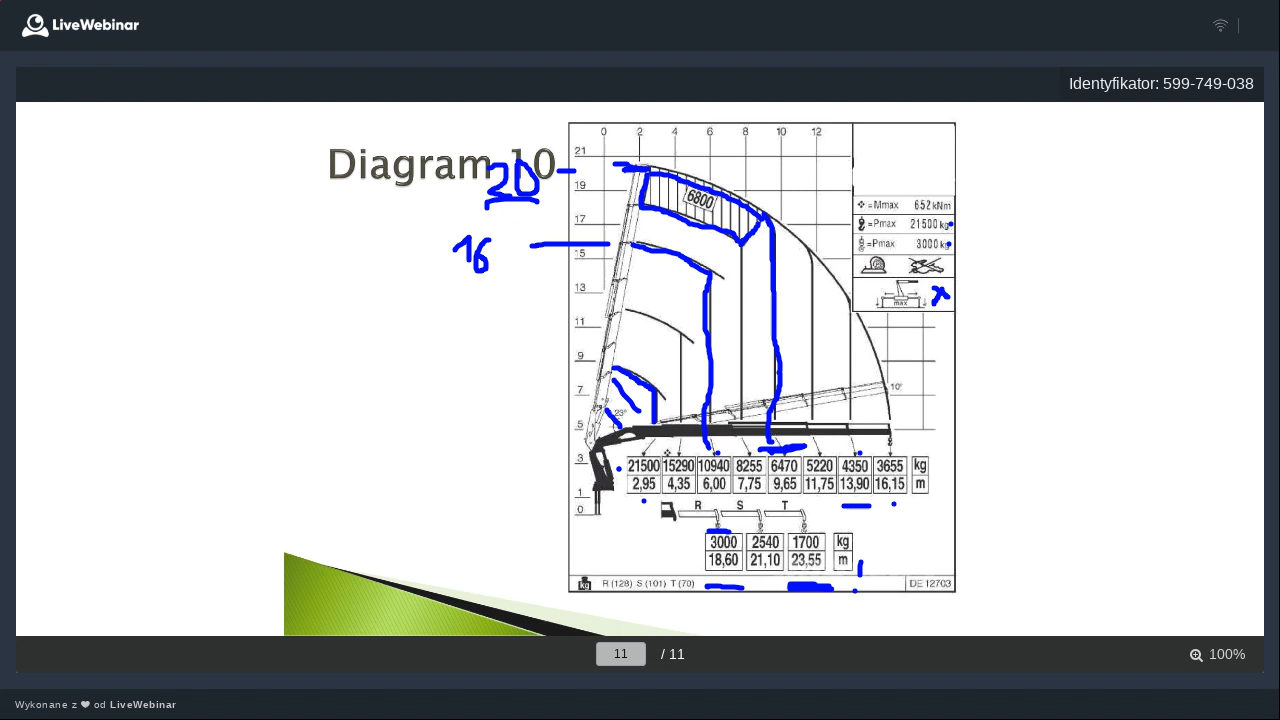 LiveWebinar
Identyfikator: 599-749-038
Diagram 10
20
16
0 2 4 6 8 10 12
21
19
17
15
13
11
9
7
5
3
1
0
6800
=Mmax 652 kNm
=Pmax 21500 kg
=Pmax 3000 kg
max
10°
23°
21500 15290 10940 8255 6470 5220 4350 3655 kg
2,95 4,35 6,00 7,75 9,65 11,75 13,90 16,15 m
R S T
3000 2540 1700 kg
18,60 21,10 23,55 m
kg R (128) S (101) T (70) DE 12703
11 / 11
100%
Wykonane z od LiveWebinar